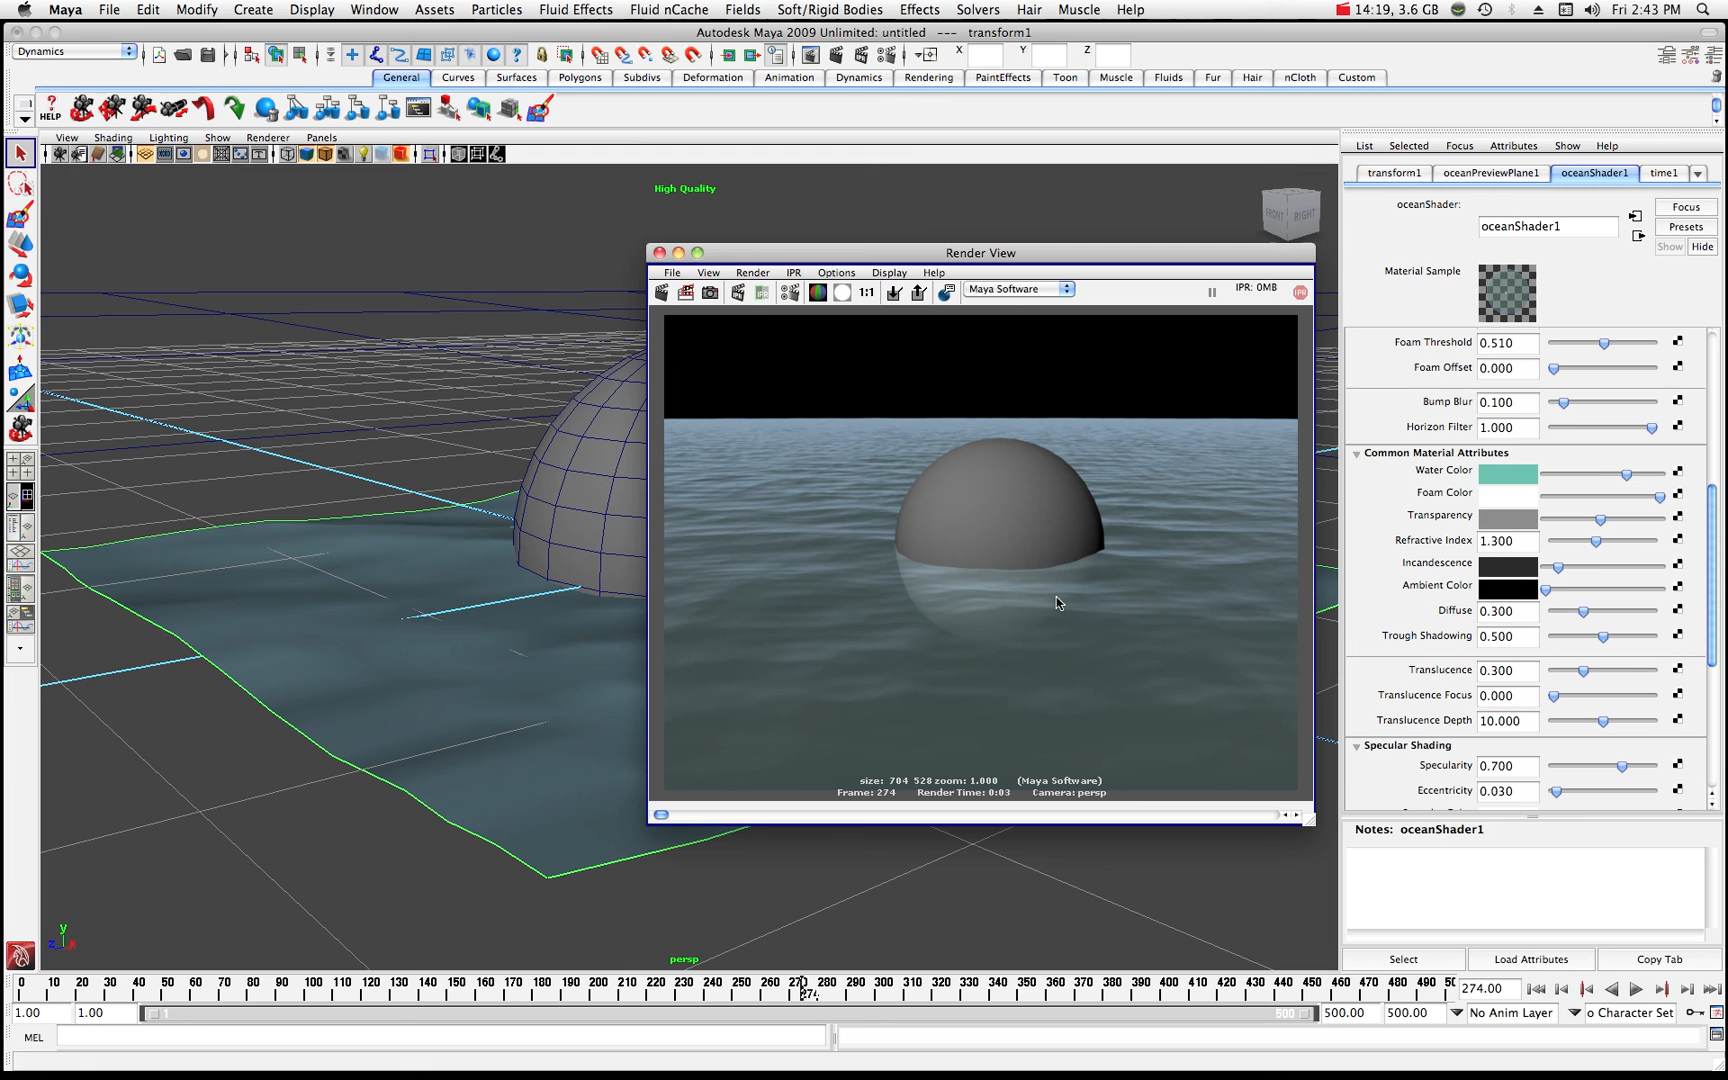 Maya File Edit Modify Create Display Window Assets Particles Fluid Effects Fluid nCache Fields Soft/Rigid Bodies Effects Solvers Hair Muscle Help 14:19, 3.6 GB Fri 2:43 PM
Autodesk Maya 2009 Unlimited: untitled --- transform1
Dynamics X Y Z
General Curves Surfaces Polygons Subdivs Deformation Animation Dynamics Rendering PaintEffects Toon Muscle Fluids Fur Hair nCloth Custom
HELP
View Shading Lighting Show Renderer Panels
High Quality
FRONT RIGHT
Render View
File View Render IPR Options Display Help
1:1 Maya Software IPR: 0MB IPR
size: 704 528 zoom: 1.000 (Maya Software)
Frame: 274 Render Time: 0:03 Camera: persp
List Selected Focus Attributes Show Help
transform1 oceanPreviewPlane1 oceanShader1 time1
oceanShader: oceanShader1
Focus
Presets
Show Hide
Material Sample
Foam Threshold 0.510
Foam Offset 0.000
Bump Blur 0.100
Horizon Filter 1.000
Common Material Attributes
Water Color
Foam Color
Transparency
Refractive Index 1.300
Incandescence
Ambient Color
Diffuse 0.300
Trough Shadowing 0.500
Translucence 0.300
Translucence Focus 0.000
Translucence Depth 10.000
Specular Shading
Specularity 0.700
Eccentricity 0.030
Notes: oceanShader1
Select Load Attributes Copy Tab
y
z x
persp
0 10 20 30 40 50 60 70 80 90 100 110 120 130 140 150 160 170 180 190 200 210 220 230 240 250 260 270 280 290 300 310 320 330 340 350 360 370 380 390 400 410 420 430 440 450 460 470 480 490 50 274.00
274
1.00 1.00 1 500 500.00 500.00 No Anim Layer o Character Set
MEL